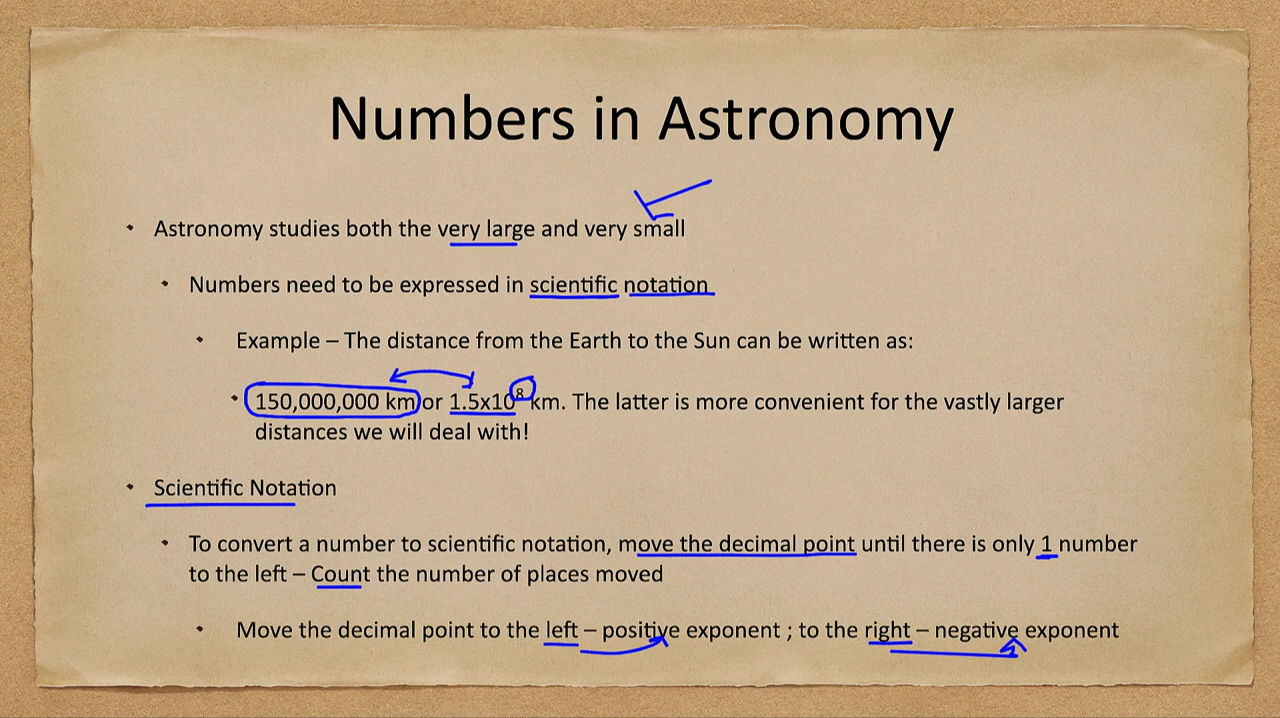 Numbers in Astronomy
• Astronomy studies both the very large and very small
• Numbers need to be expressed in scientific notation
• Example – The distance from the Earth to the Sun can be written as:
• 150,000,000 km or 1.5x10⁸ km. The latter is more convenient for the vastly larger
distances we will deal with!
• Scientific Notation
• To convert a number to scientific notation, move the decimal point until there is only 1 number
to the left – Count the number of places moved
• Move the decimal point to the left – positive exponent ; to the right – negative exponent